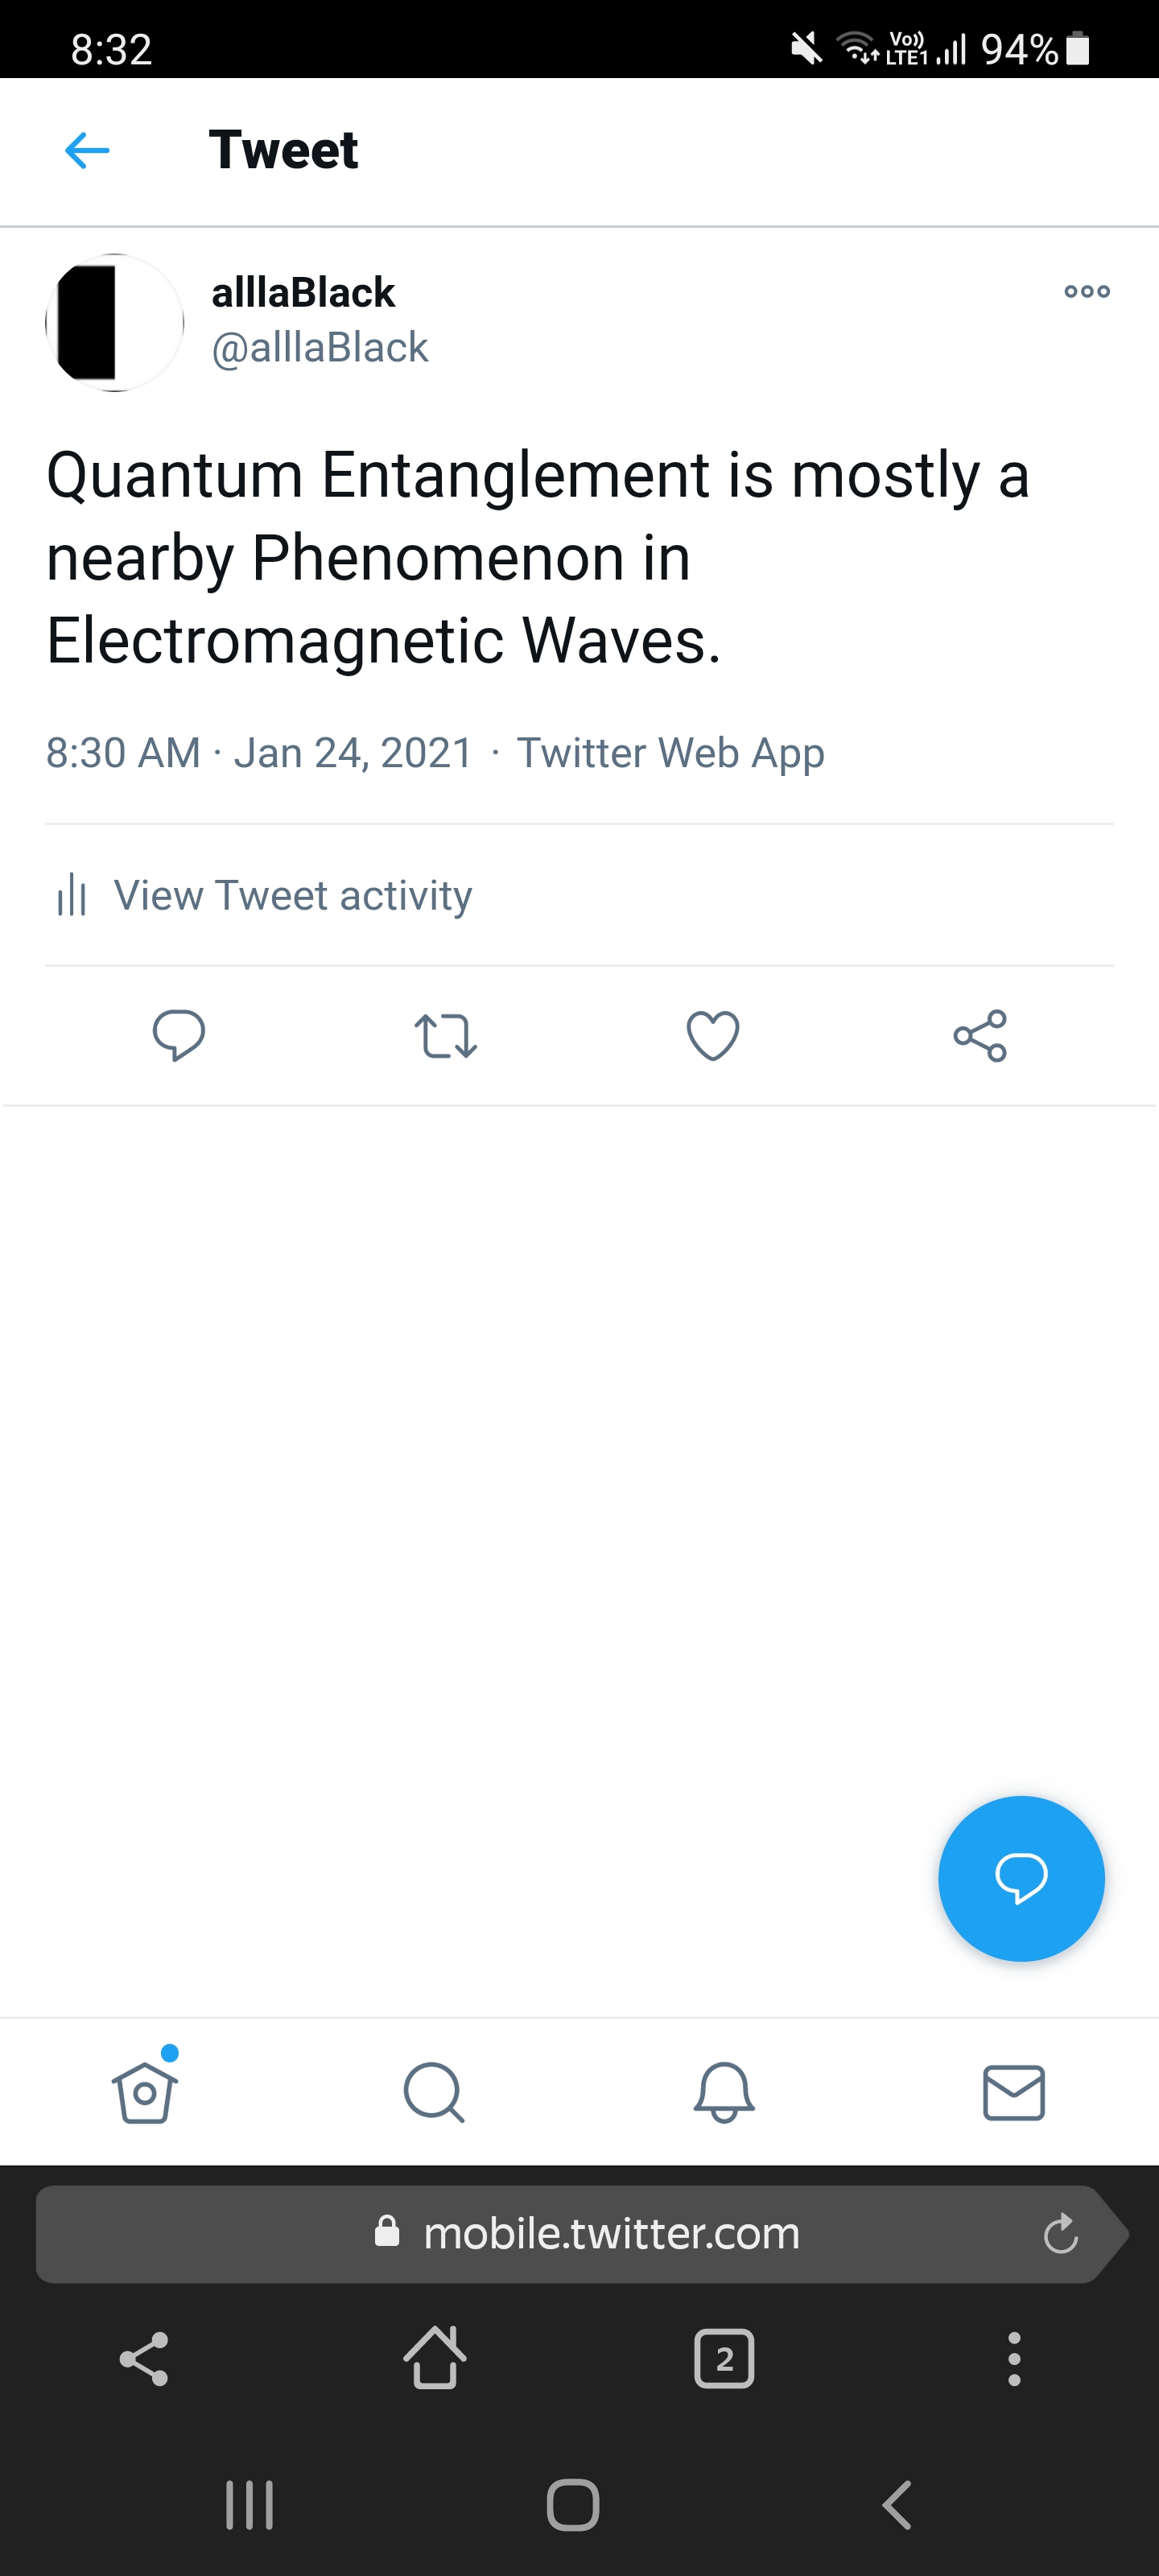 8:32 Vo)) LTE1 94%
Tweet
alllaBlack
@alllaBlack
Quantum Entanglement is mostly a
nearby Phenomenon in
Electromagnetic Waves.
8:30 AM · Jan 24, 2021 · Twitter Web App
View Tweet activity
mobile.twitter.com
2